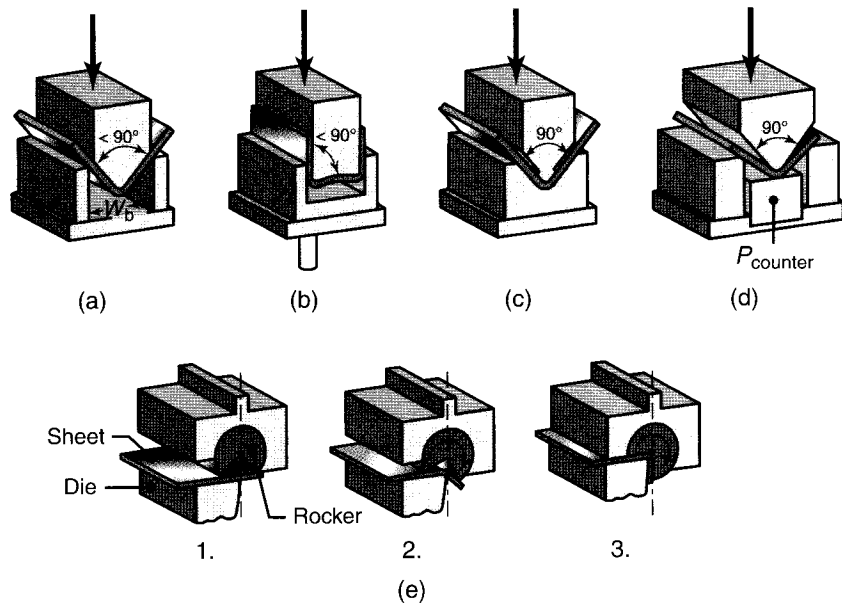 < 90°
< 90°
90°
90°
W_b
P_counter
(a)
(b)
(c)
(d)
Sheet
Die
Rocker
1.
2.
3.
(e)